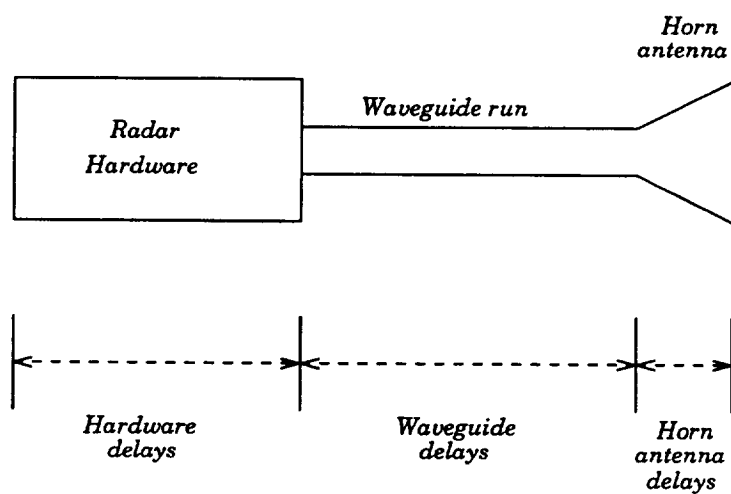 Horn
antenna
Waveguide run
Radar
Hardware
Hardware
delays
Waveguide
delays
Horn
antenna
delays